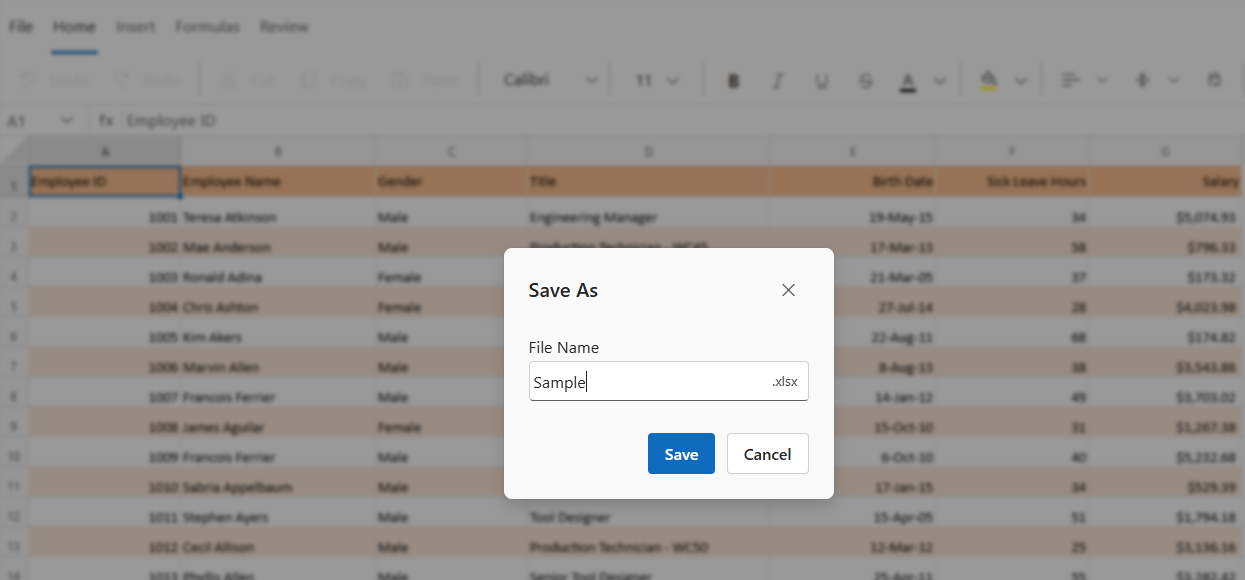 File Home Insert Formulas Review
Undo Redo Cut Copy Paste Calibri 11 B I U S A
A1 fx Employee ID
A B C D E F G
1 Employee ID Employee Name Gender Title Birth Date Sick Leave Hours Salary
2 1001 Teresa Atkinson Male Engineering Manager 19-May-15 34 $5,074.93
3 1002 Mae Anderson Male Production Technician - WC45 17-Mar-13 58 $796.33
4 1003 Ronald Adina Female 21-Mar-05 37 $173.32
5 1004 Chris Ashton Female 27-Jul-14 28 $4,023.98
6 1005 Kim Akers Male 22-Aug-11 68 $174.82
7 1006 Marvin Allen Male 8-Aug-13 38 $3,543.86
8 1007 Francois Ferrier Male 14-Jan-12 49 $3,703.02
9 1008 James Aguilar Female 15-Oct-10 31 $1,267.38
10 1009 Francois Ferrier Male 6-Oct-10 40 $5,232.68
11 1010 Sabria Appelbaum Male 17-Jan-15 34 $529.39
12 1011 Stephen Ayers Male Tool Designer 15-Apr-05 51 $1,794.18
13 1012 Cecil Allison Male Production Technician - WC50 12-Mar-12 25 $3,136.16
14 1013 Phyllis Allen Male Senior Tool Designer 25-Apr-11 55 $3,282.42
Save As
File Name
Sample .xlsx
Save Cancel